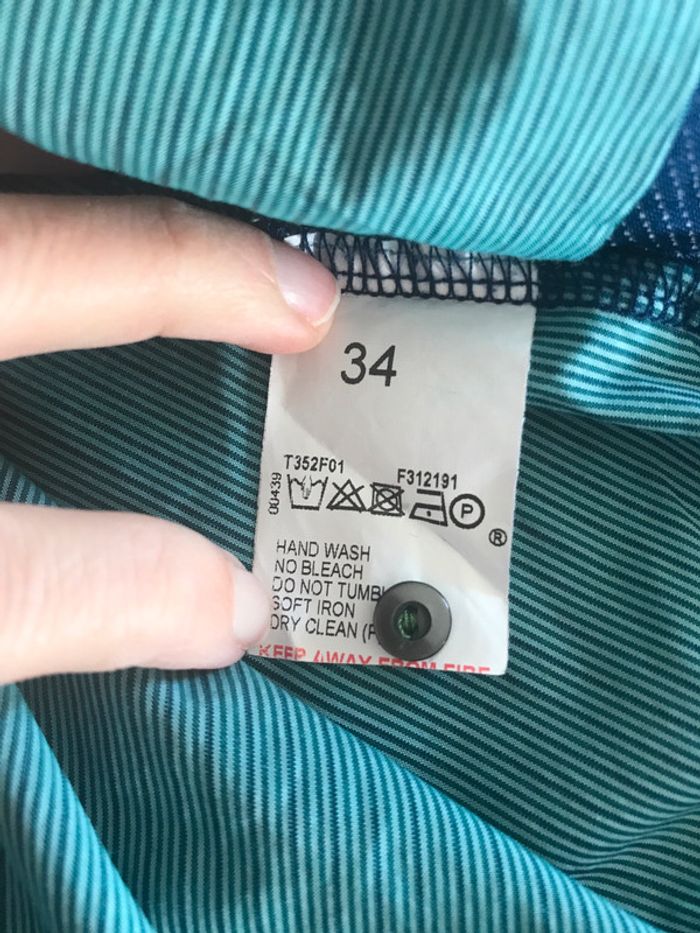 34
T352F01
F312191
00439
P
®
HAND WASH
NO BLEACH
DO NOT TUMBL
SOFT IRON
DRY CLEAN (P
KEEP AWAY FROM FIRE